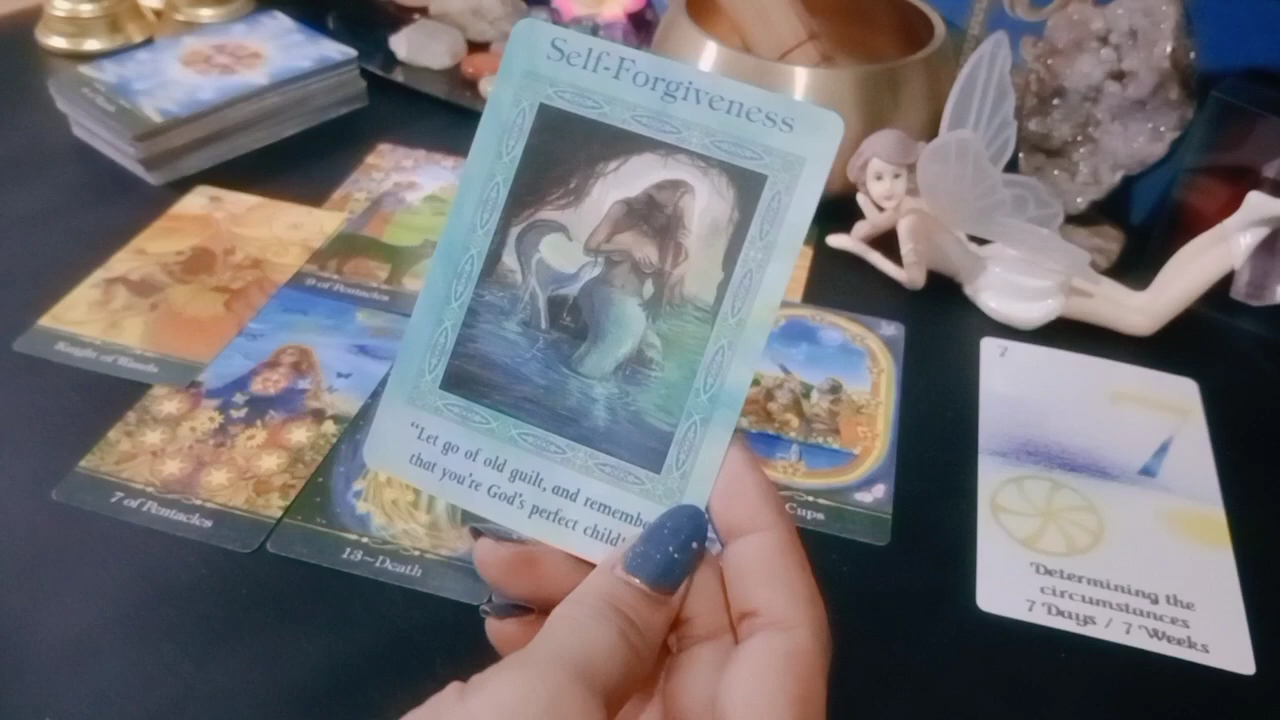 Self-Forgiveness
"Let go of old guilt, and remembe
that you're God's perfect child"
9 of Pentacles
Knight of Wands
7 of Pentacles
13~Death
Cups
7
7
Determining the
circumstances
7 Days / 7 Weeks